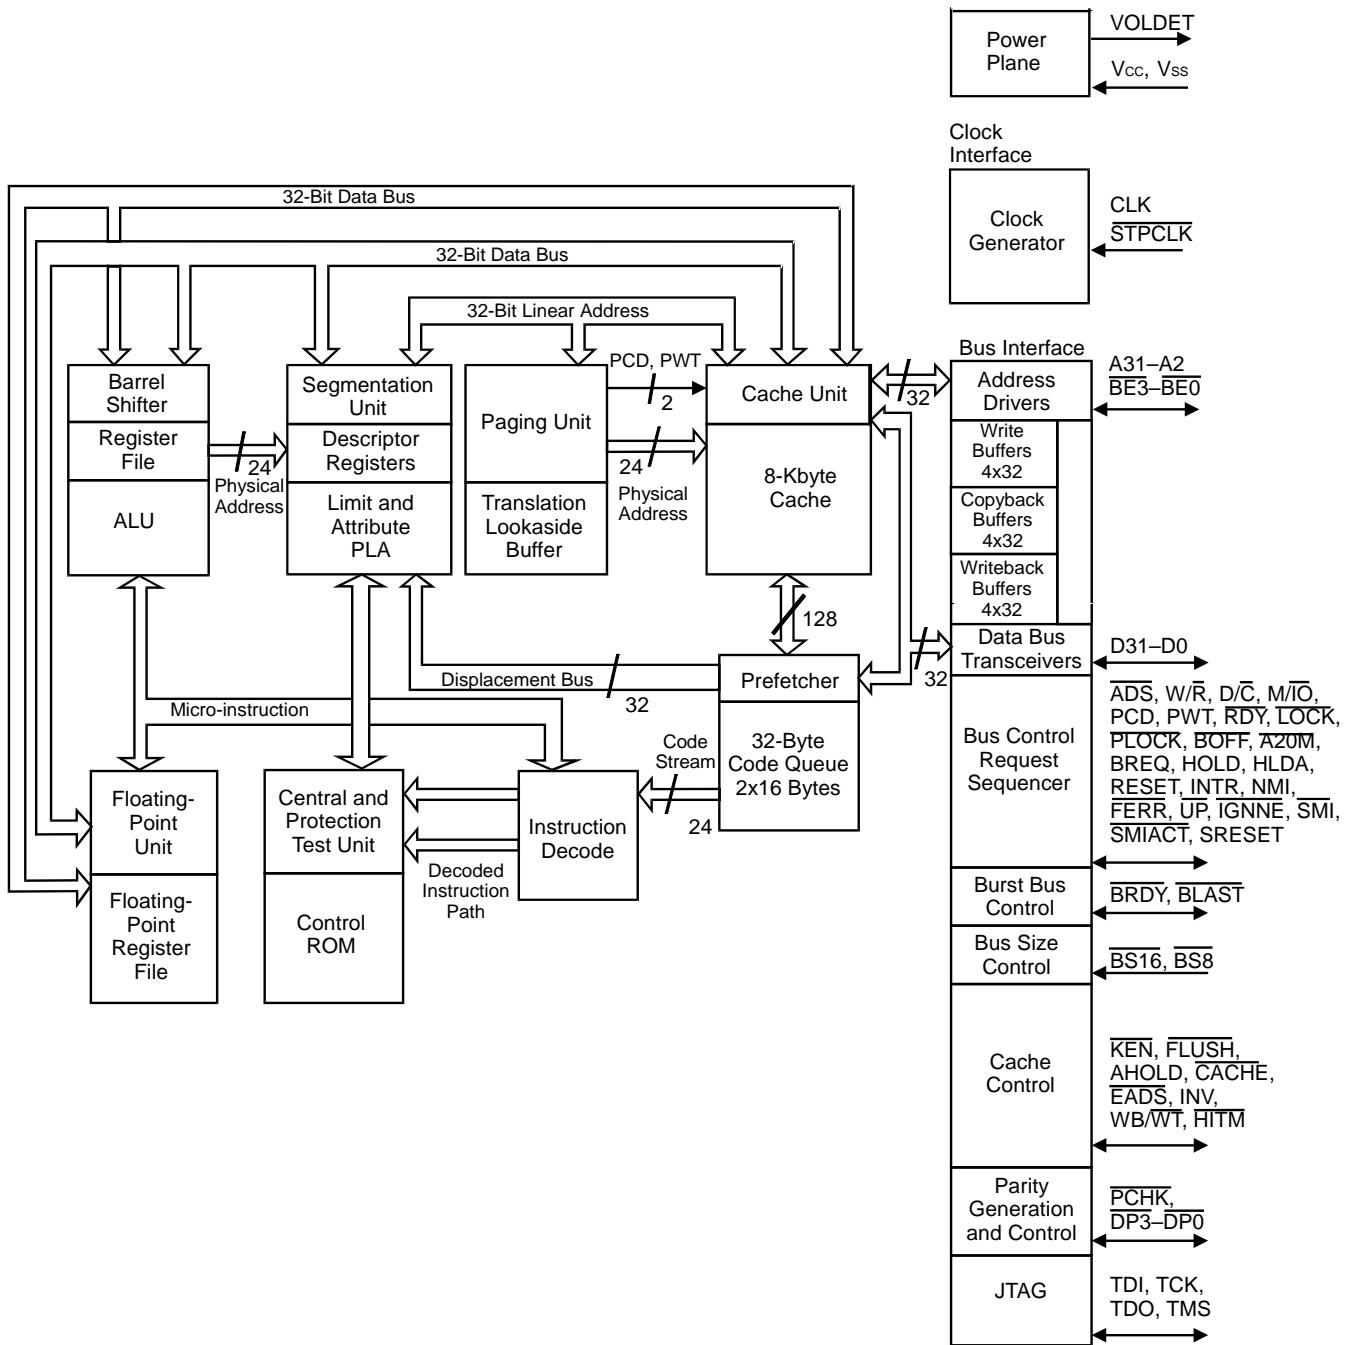 Power
Plane
VOLDET
VCC, VSS
Clock
Interface
Clock
Generator
CLK
STPCLK
32-Bit Data Bus
32-Bit Data Bus
32-Bit Linear Address
Barrel
Shifter
Register
File
ALU
24
Physical
Address
Segmentation
Unit
Descriptor
Registers
Limit and
Attribute
PLA
Paging Unit
Translation
Lookaside
Buffer
PCD, PWT
2
24
Physical
Address
Cache Unit
8-Kbyte
Cache
32
128
32
Displacement Bus
32
Micro-instruction
Prefetcher
32-Byte
Code Queue
2x16 Bytes
Code
Stream
24
Instruction
Decode
Decoded
Instruction
Path
Central and
Protection
Test Unit
Control
ROM
Floating-
Point
Unit
Floating-
Point
Register
File
Bus Interface
Address
Drivers
A31–A2
BE3–BE0
Write
Buffers
4x32
Copyback
Buffers
4x32
Writeback
Buffers
4x32
Data Bus
Transceivers
D31–D0
Bus Control
Request
Sequencer
ADS, W/R, D/C, M/IO,
PCD, PWT, RDY, LOCK,
PLOCK, BOFF, A20M,
BREQ, HOLD, HLDA,
RESET, INTR, NMI,
FERR, UP, IGNNE, SMI,
SMIACT, SRESET
Burst Bus
Control
BRDY, BLAST
Bus Size
Control
BS16, BS8
Cache
Control
KEN, FLUSH,
AHOLD, CACHE,
EADS, INV,
WB/WT, HITM
Parity
Generation
and Control
PCHK,
DP3–DP0
JTAG
TDI, TCK,
TDO, TMS